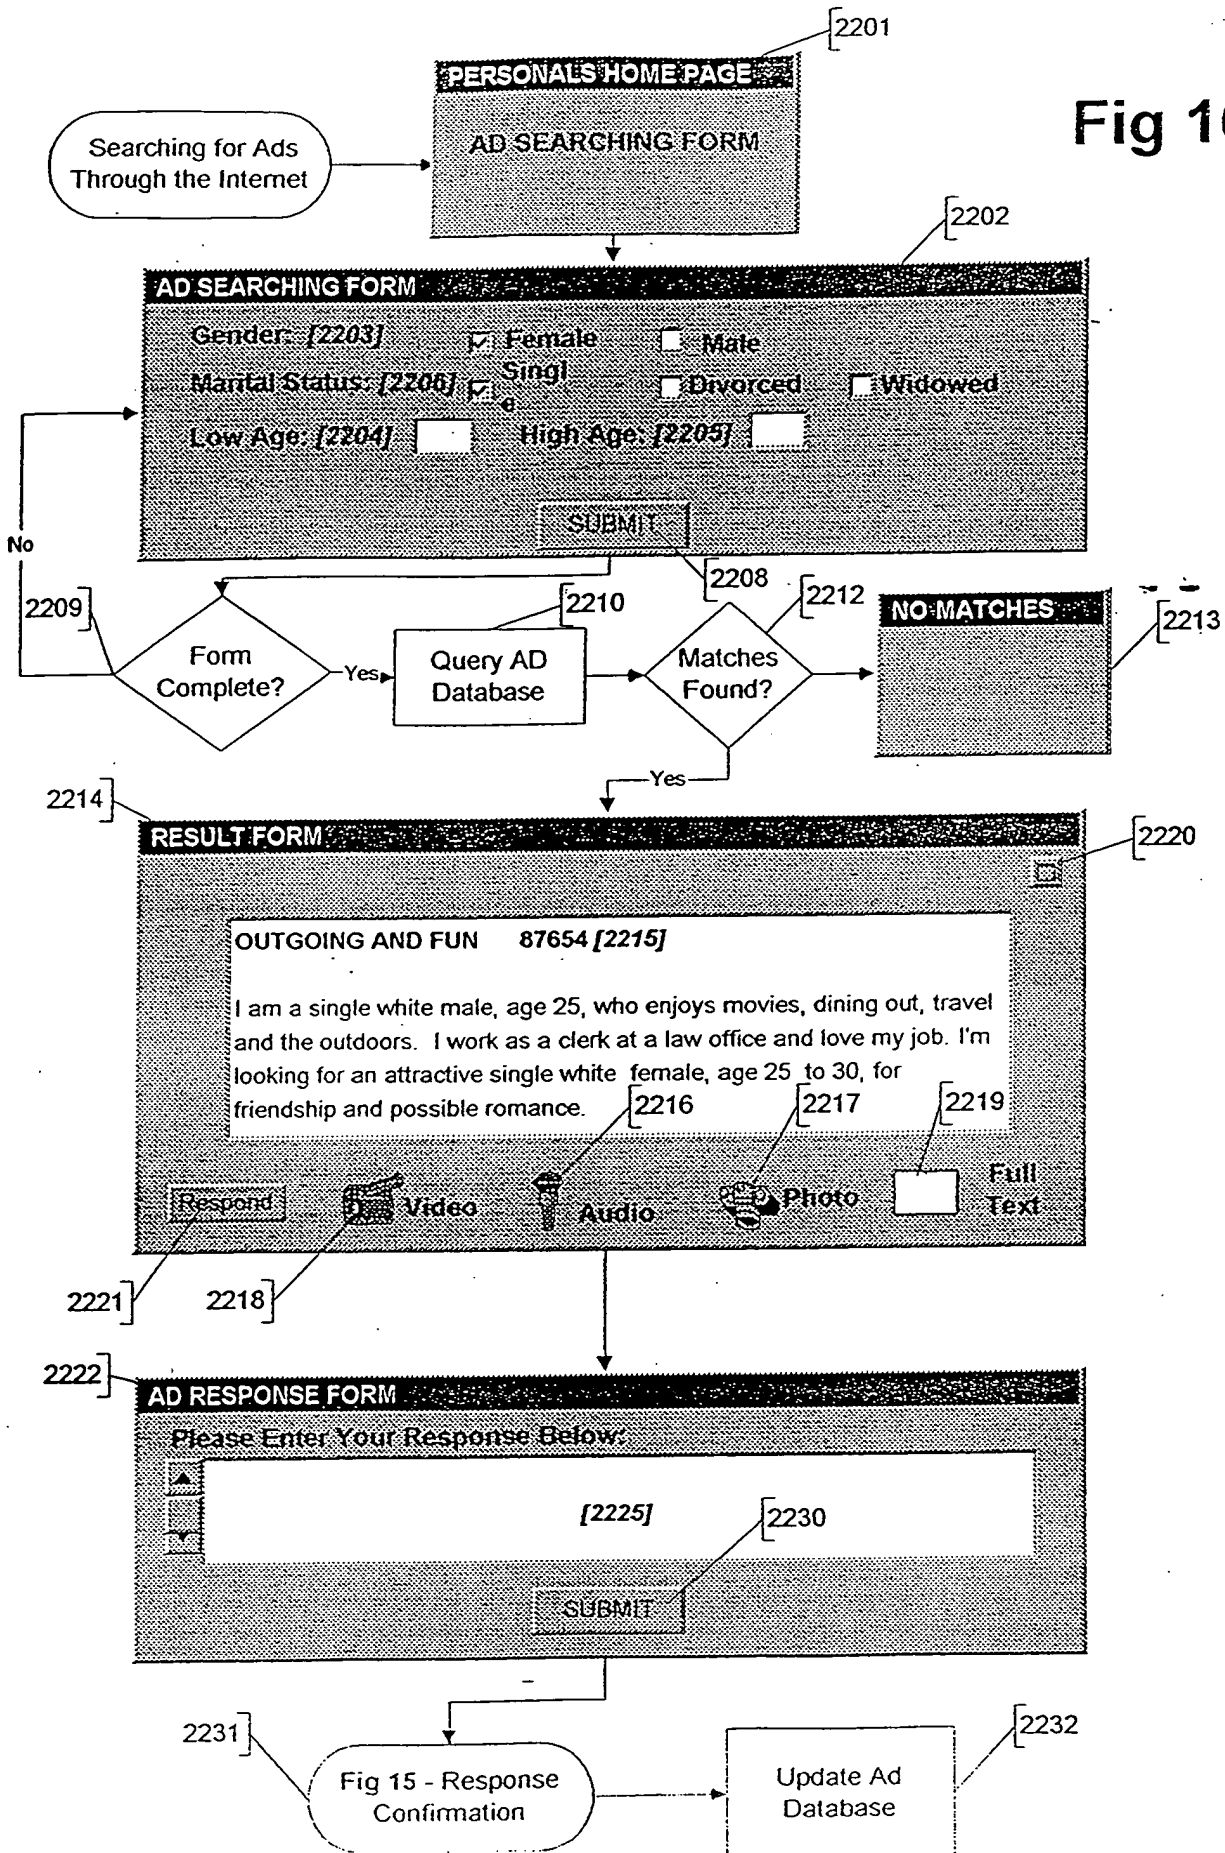 2201
PERSONALS HOME PAGE
Searching for Ads
Through the Internet
AD SEARCHING FORM
2202
AD SEARCHING FORM
Gender: [2203]
Female
Male
Marital Status: [2206]
Singl
e
Divorced
Widowed
Low Age: [2204]
High Age: [2205]
SUBMIT
No
2208
2209
2210
2212
NO MATCHES
2213
Form
Complete?
Yes
Query AD
Database
Matches
Found?
Yes
2214
RESULT FORM
2220
OUTGOING AND FUN 87654 [2215]
I am a single white male, age 25, who enjoys movies, dining out, travel
and the outdoors. I work as a clerk at a law office and love my job. I'm
looking for an attractive single white female, age 25 to 30, for
friendship and possible romance.
2216
2217
2219
Respond
Video
Audio
Photo
Full
Text
2221
2218
2222
AD RESPONSE FORM
Please Enter Your Response Below:
[2225]
2230
SUBMIT
2231
Fig 15 - Response
Confirmation
Update Ad
Database
2232
Fig